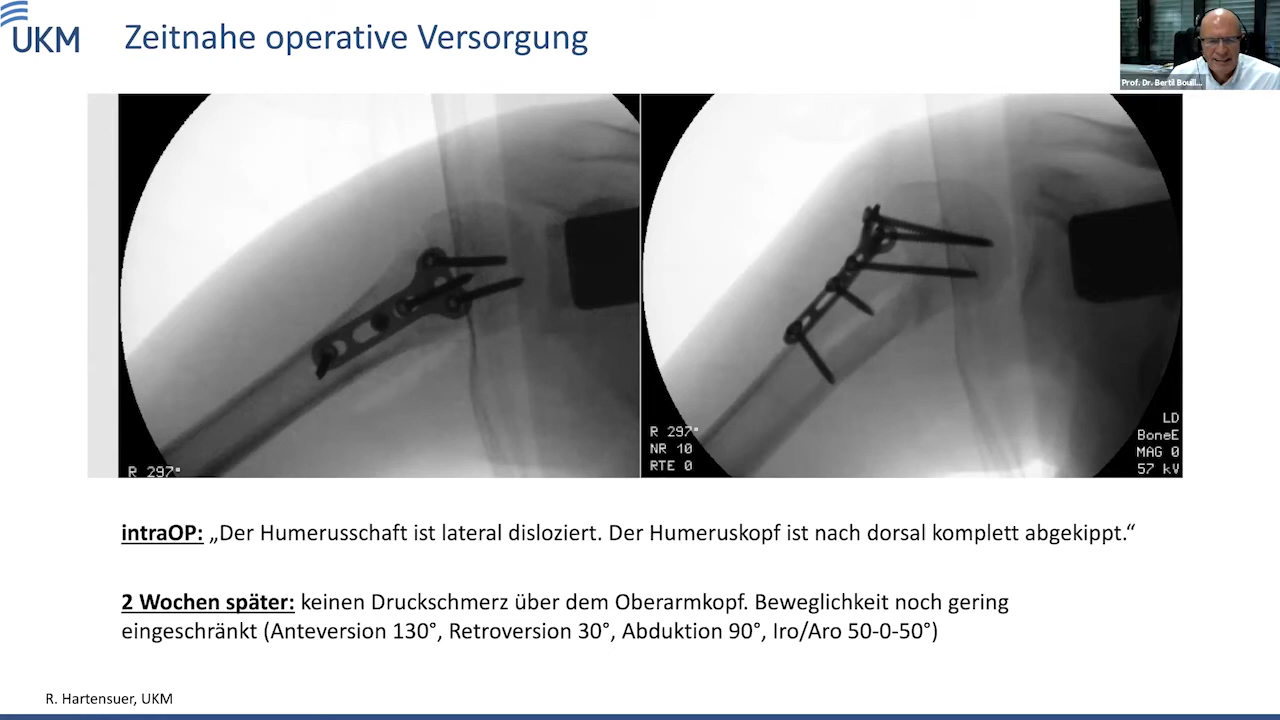 UKM
Zeitnahe operative Versorgung
Prof. Dr. Bertil Bouill...
R 297°
R 297°
NR 10
RTE 0
LD
BoneE
MAG 0
57 kV
intraOP: „Der Humerusschaft ist lateral disloziert. Der Humeruskopf ist nach dorsal komplett abgekippt.“
2 Wochen später: keinen Druckschmerz über dem Oberarmkopf. Beweglichkeit noch gering
eingeschränkt (Anteversion 130°, Retroversion 30°, Abduktion 90°, Iro/Aro 50-0-50°)
R. Hartensuer, UKM